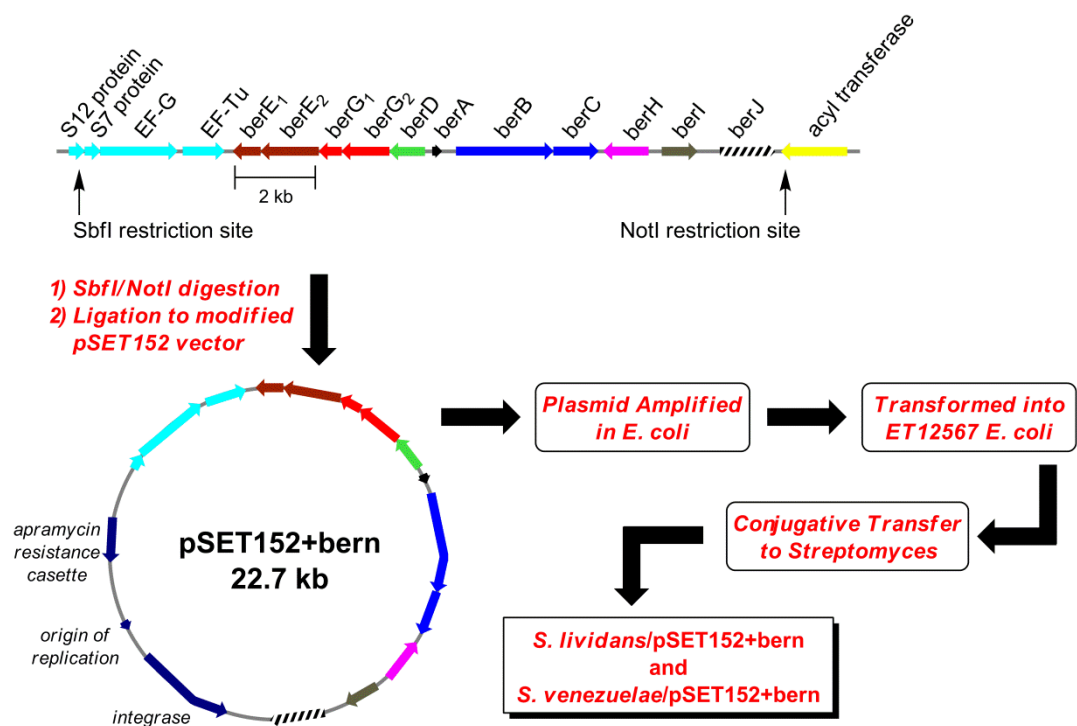 S12 protein
S7 protein
EF-G
EF-Tu
berE1
berE2
berG1
berG2
berD
berA
berB
berC
berH
berI
berJ
acyl transferase
2 kb
SbfI restriction site
NotI restriction site
1) SbfI/NotI digestion
2) Ligation to modified
pSET152 vector
Plasmid Amplified
in E. coli
Transformed into
ET12567 E. coli
Conjugative Transfer
to Streptomyces
S. lividans/pSET152+bern
and
S. venezuelae/pSET152+bern
pSET152+bern
22.7 kb
apramycin
resistance
casette
origin of
replication
integrase